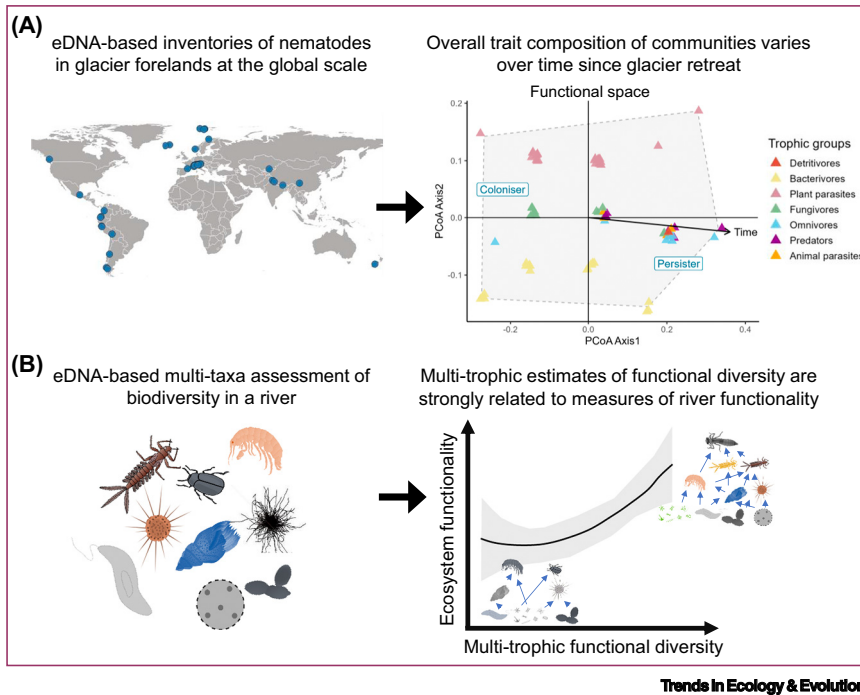 (A)
eDNA-based inventories of nematodes
in glacier forelands at the global scale
Overall trait composition of communities varies
over time since glacier retreat
Functional space
0.2
0.1
0.0
-0.1
PCoA Axis2
-0.2
0.0
0.2
0.4
PCoA Axis1
Coloniser
Persister
Time
Trophic groups
Detritivores
Bacterivores
Plant parasites
Fungivores
Omnivores
Predators
Animal parasites
(B)
eDNA-based multi-taxa assessment of
biodiversity in a river
Multi-trophic estimates of functional diversity are
strongly related to measures of river functionality
Ecosystem functionality
Multi-trophic functional diversity
Trends in Ecology & Evolution